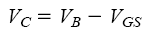 V_C = V_B − V_GS